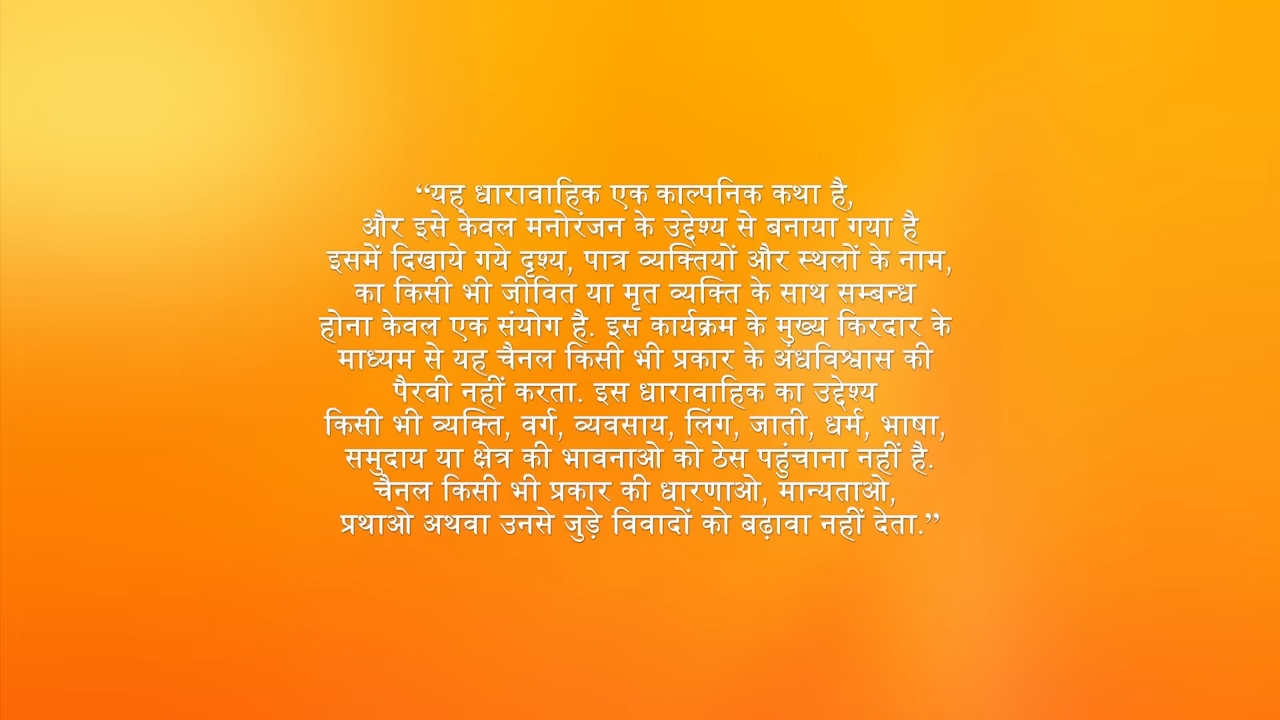 “यह धारावाहिक एक काल्पनिक कथा है,
और इसे केवल मनोरंजन के उद्देश्य से बनाया गया है
इसमें दिखाये गये दृश्य, पात्र व्यक्तियों और स्थलों के नाम,
का किसी भी जीवित या मृत व्यक्ति के साथ सम्बन्ध
होना केवल एक संयोग है. इस कार्यक्रम के मुख्य किरदार के
माध्यम से यह चैनल किसी भी प्रकार के अंधविश्वास की
पैरवी नहीं करता. इस धारावाहिक का उद्देश्य
किसी भी व्यक्ति, वर्ग, व्यवसाय, लिंग, जाती, धर्म, भाषा,
समुदाय या क्षेत्र की भावनाओ को ठेस पहुंचाना नहीं है.
चैनल किसी भी प्रकार की धारणाओ, मान्यताओ,
प्रथाओ अथवा उनसे जुड़े विवादों को बढ़ावा नहीं देता.”